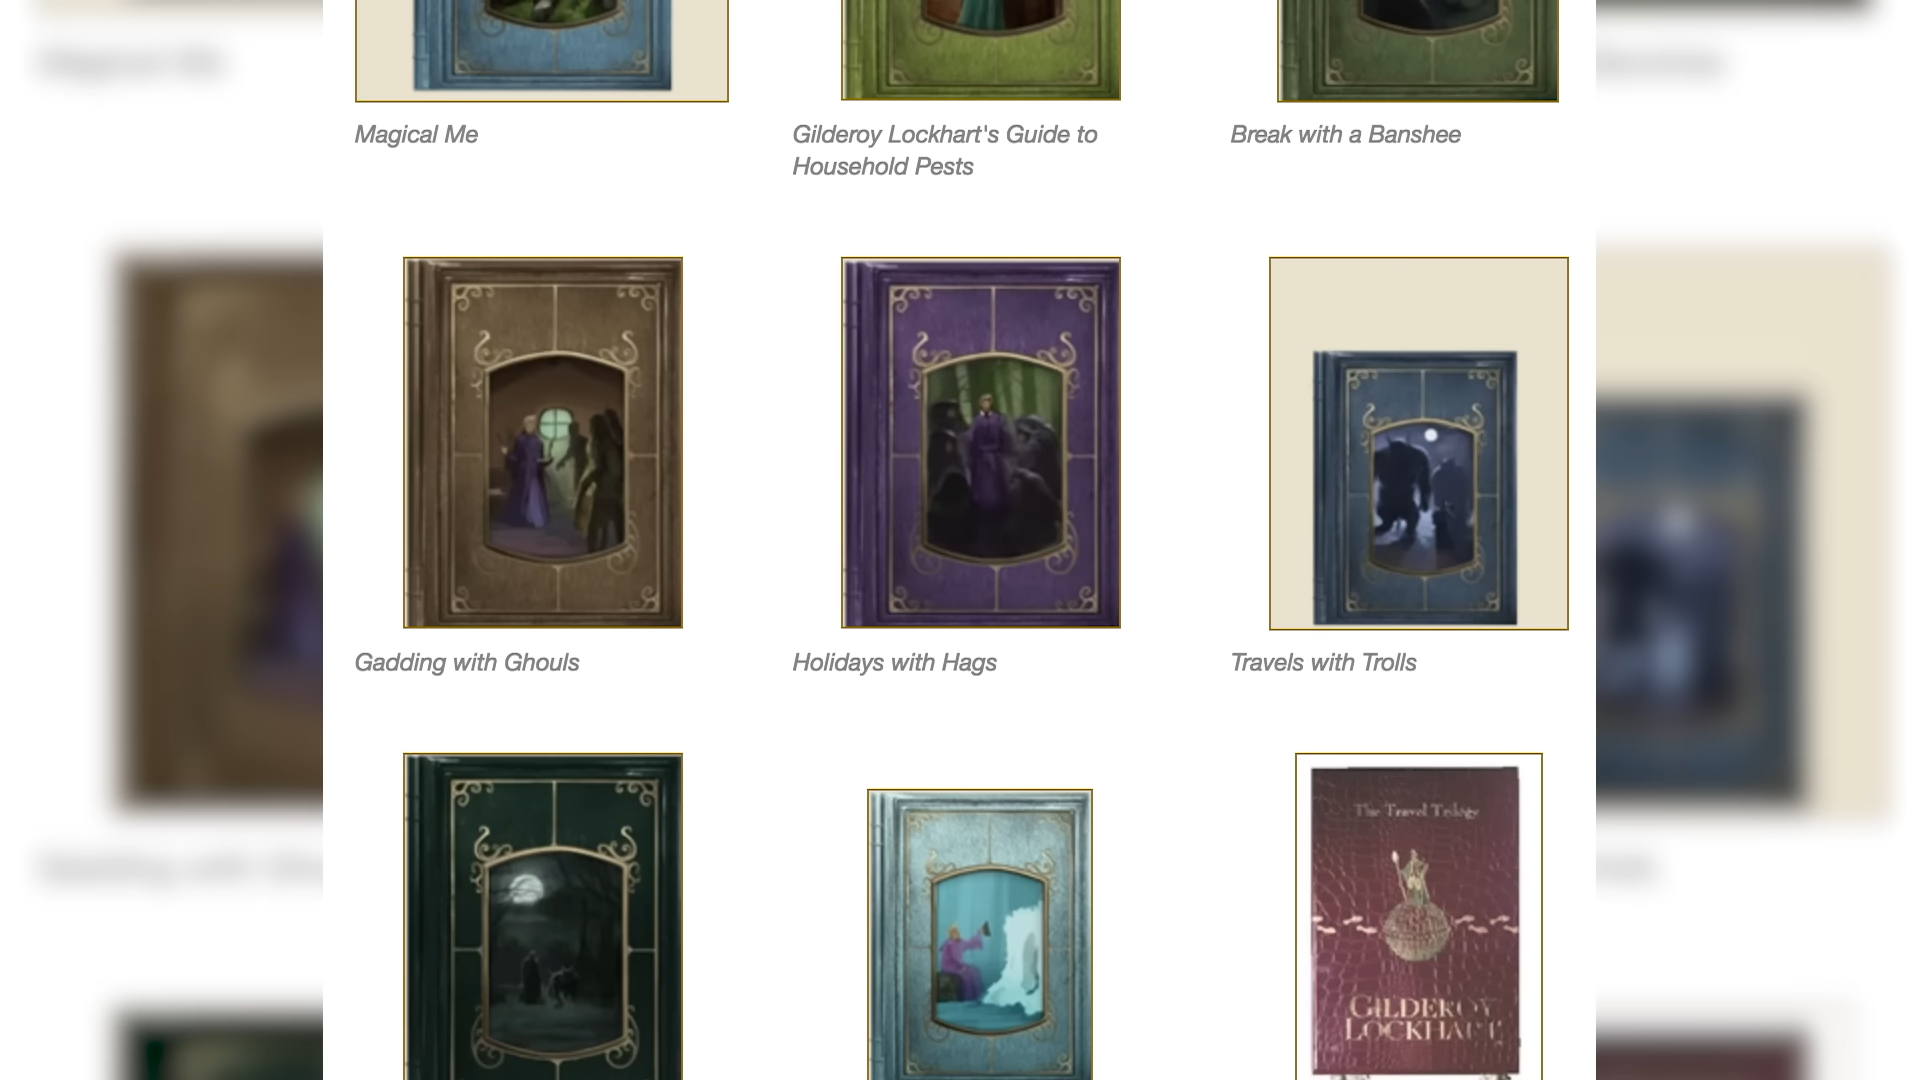 Magical Me
Gilderoy Lockhart's Guide to
Household Pests
Break with a Banshee
Gadding with Ghouls
Holidays with Hags
Travels with Trolls
The Travel Trilogy
GILDEROY
LOCKHART